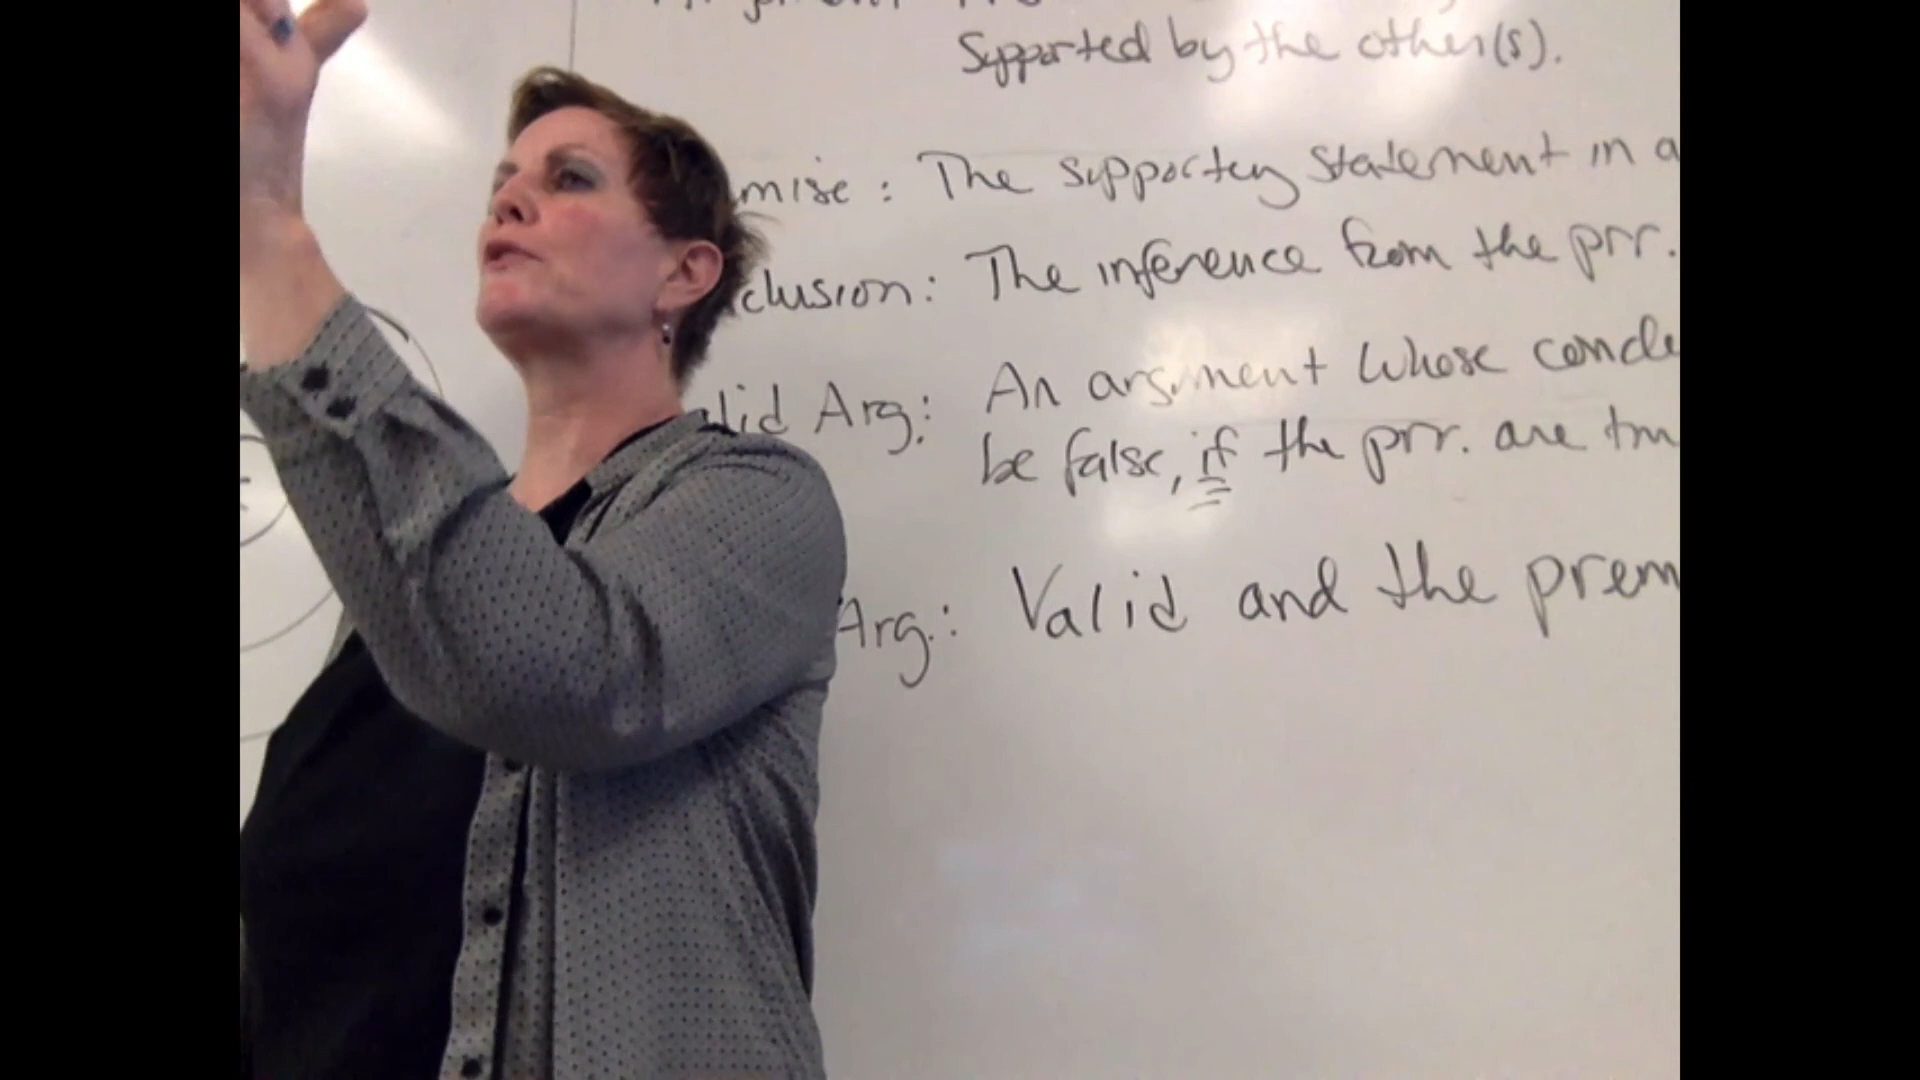 Supported by the other(s).
mise: The supporting statement in a
clusion: The inference from the prr.
lid Arg: An argument whose conclu
be false, if the prr. are tru
Arg.: Valid and the prem